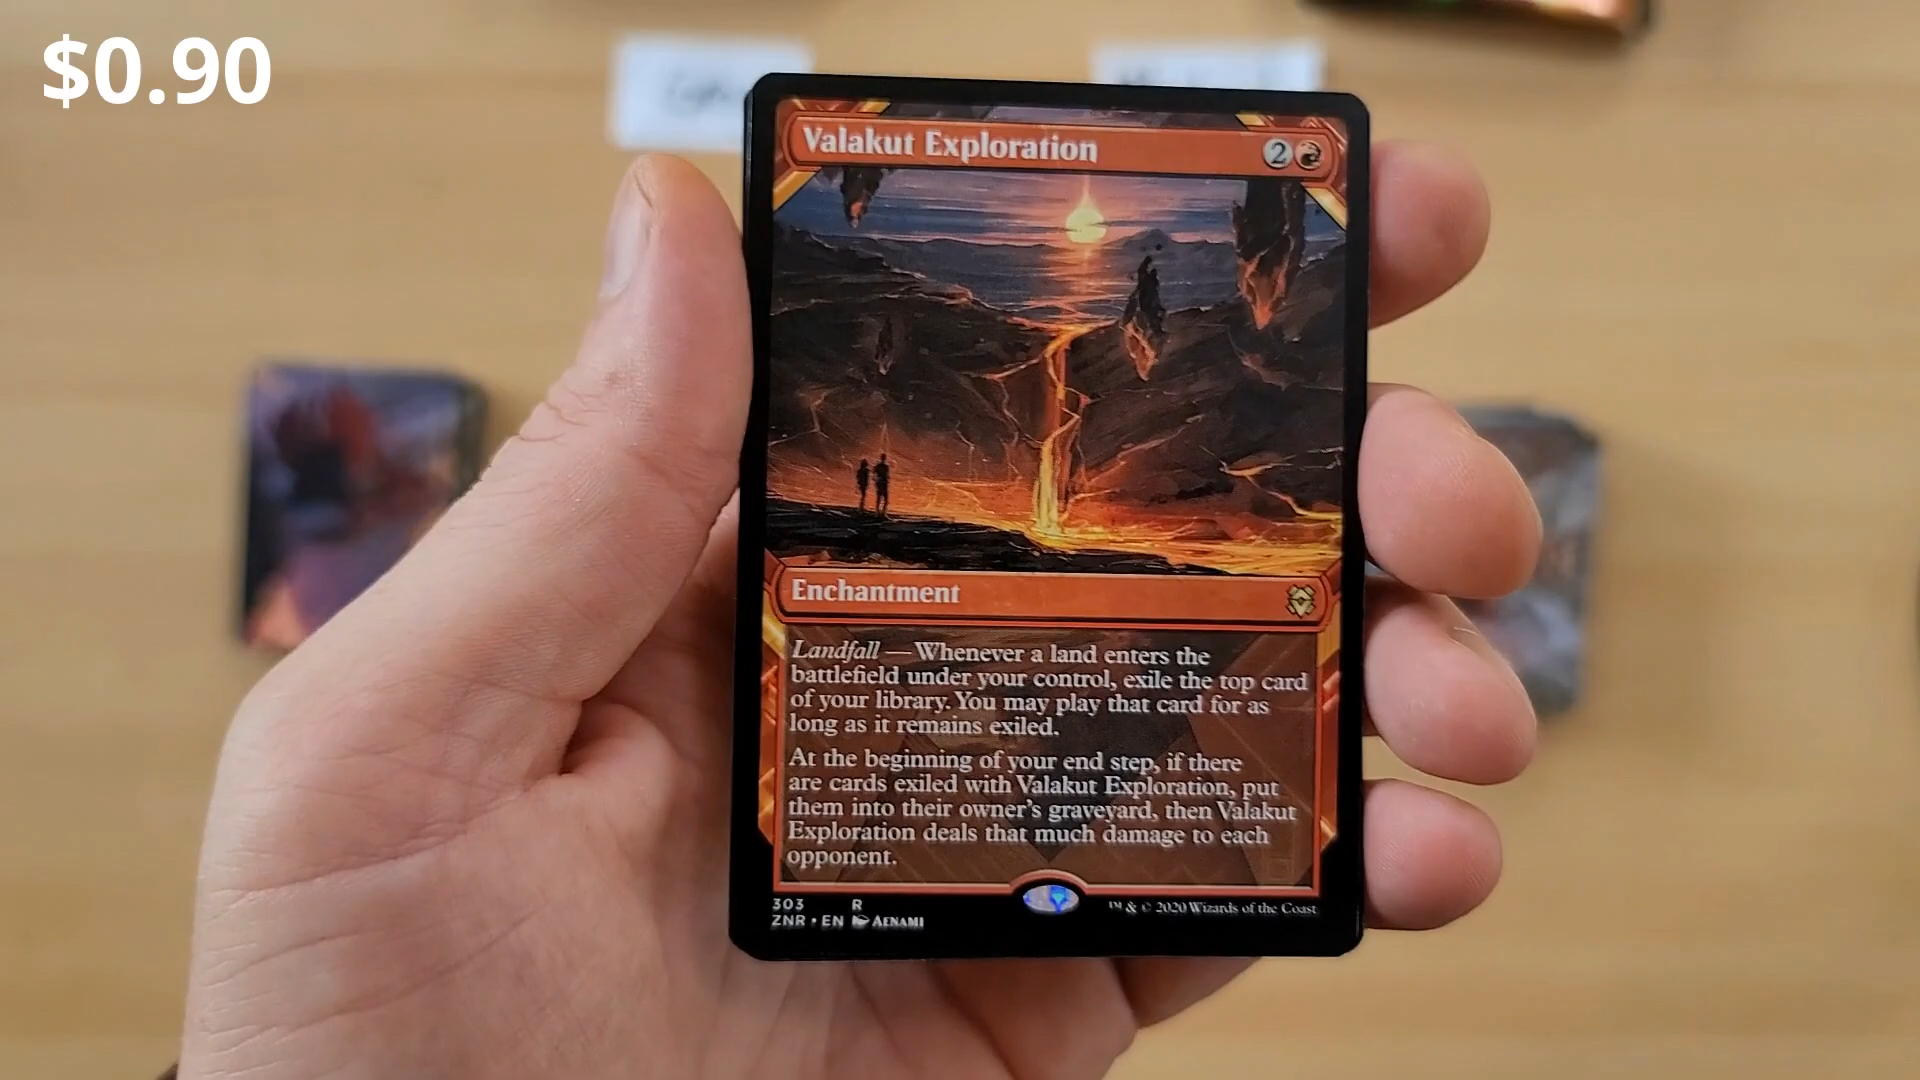 $0.90
Valakut Exploration 2
Enchantment
Landfall — Whenever a land enters the
battlefield under your control, exile the top card
of your library. You may play that card for as
long as it remains exiled.
At the beginning of your end step, if there
are cards exiled with Valakut Exploration, put
them into their owner's graveyard, then Valakut
Exploration deals that much damage to each
opponent.
303 R
ZNR • EN AENAMI
™ & © 2020 Wizards of the Coast